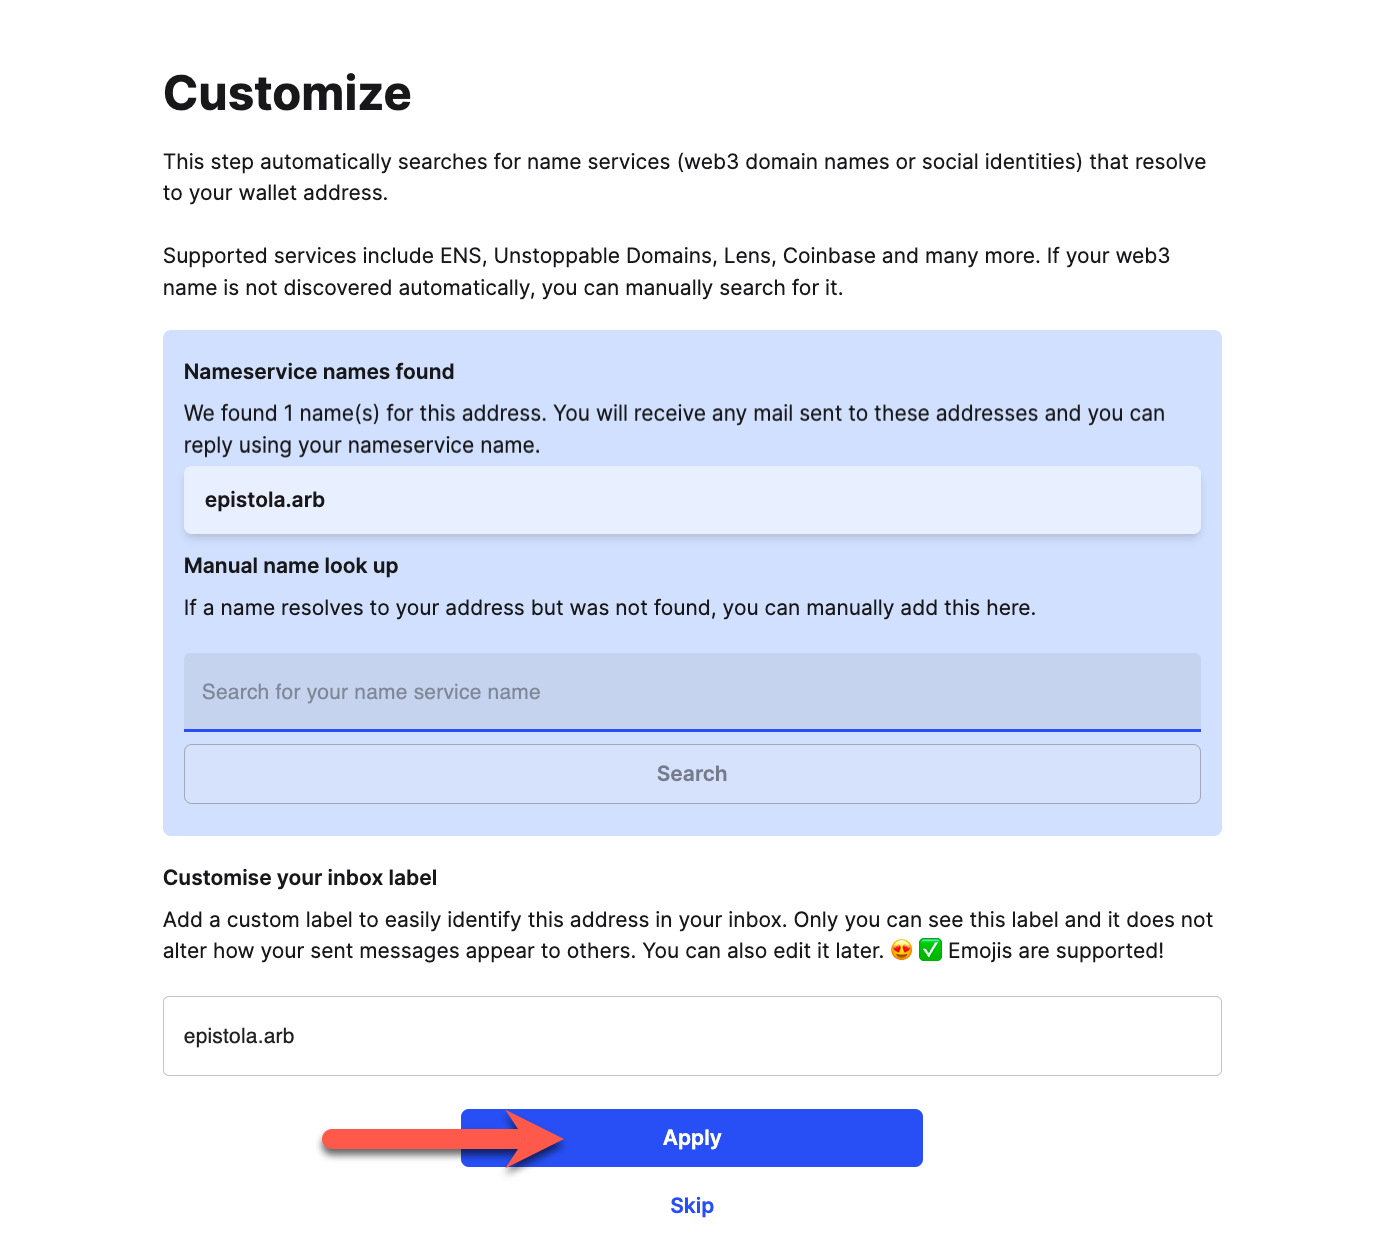 Customize
This step automatically searches for name services (web3 domain names or social identities) that resolve
to your wallet address.
Supported services include ENS, Unstoppable Domains, Lens, Coinbase and many more. If your web3
name is not discovered automatically, you can manually search for it.
Nameservice names found
We found 1 name(s) for this address. You will receive any mail sent to these addresses and you can
reply using your nameservice name.
epistola.arb
Manual name look up
If a name resolves to your address but was not found, you can manually add this here.
Search for your name service name
Search
Customise your inbox label
Add a custom label to easily identify this address in your inbox. Only you can see this label and it does not
alter how your sent messages appear to others. You can also edit it later. 😍 ✅ Emojis are supported!
epistola.arb
Apply
Skip